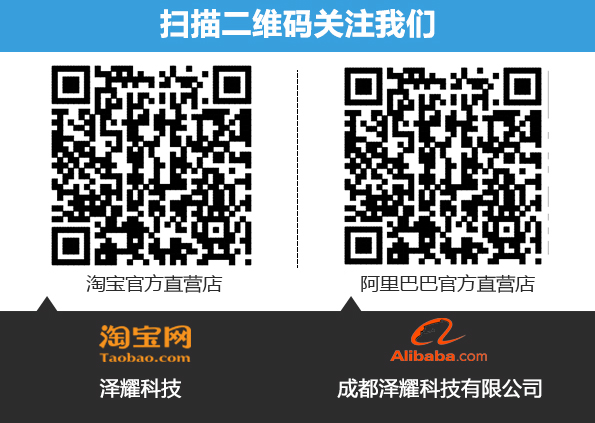 扫描二维码关注我们
淘宝官方直营店
阿里巴巴官方直营店
淘宝网
Taobao.com
Alibaba.com
泽耀科技
成都泽耀科技有限公司